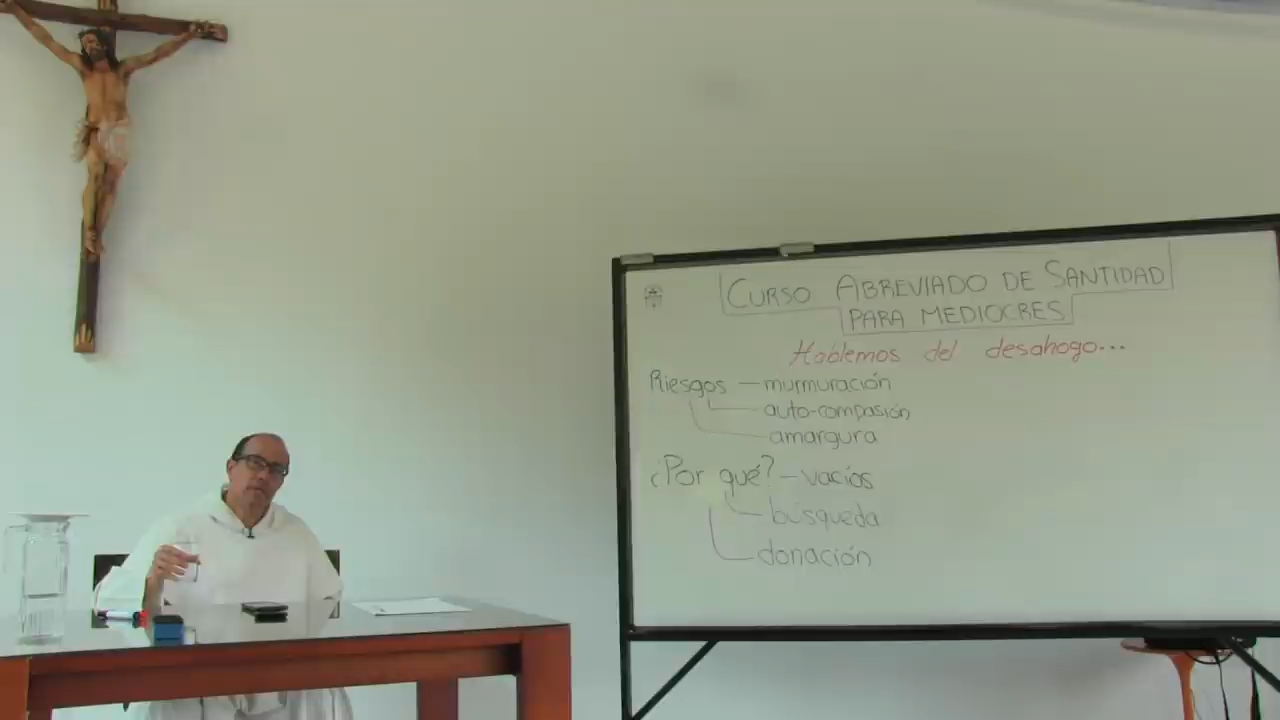 CURSO ABREVIADO DE SANTIDAD
PARA MEDIOCRES
Hablemos del desahogo...
Riesgos - murmuración
auto-compasión
amargura
¿Por qué? - vacíos
búsqueda
donación